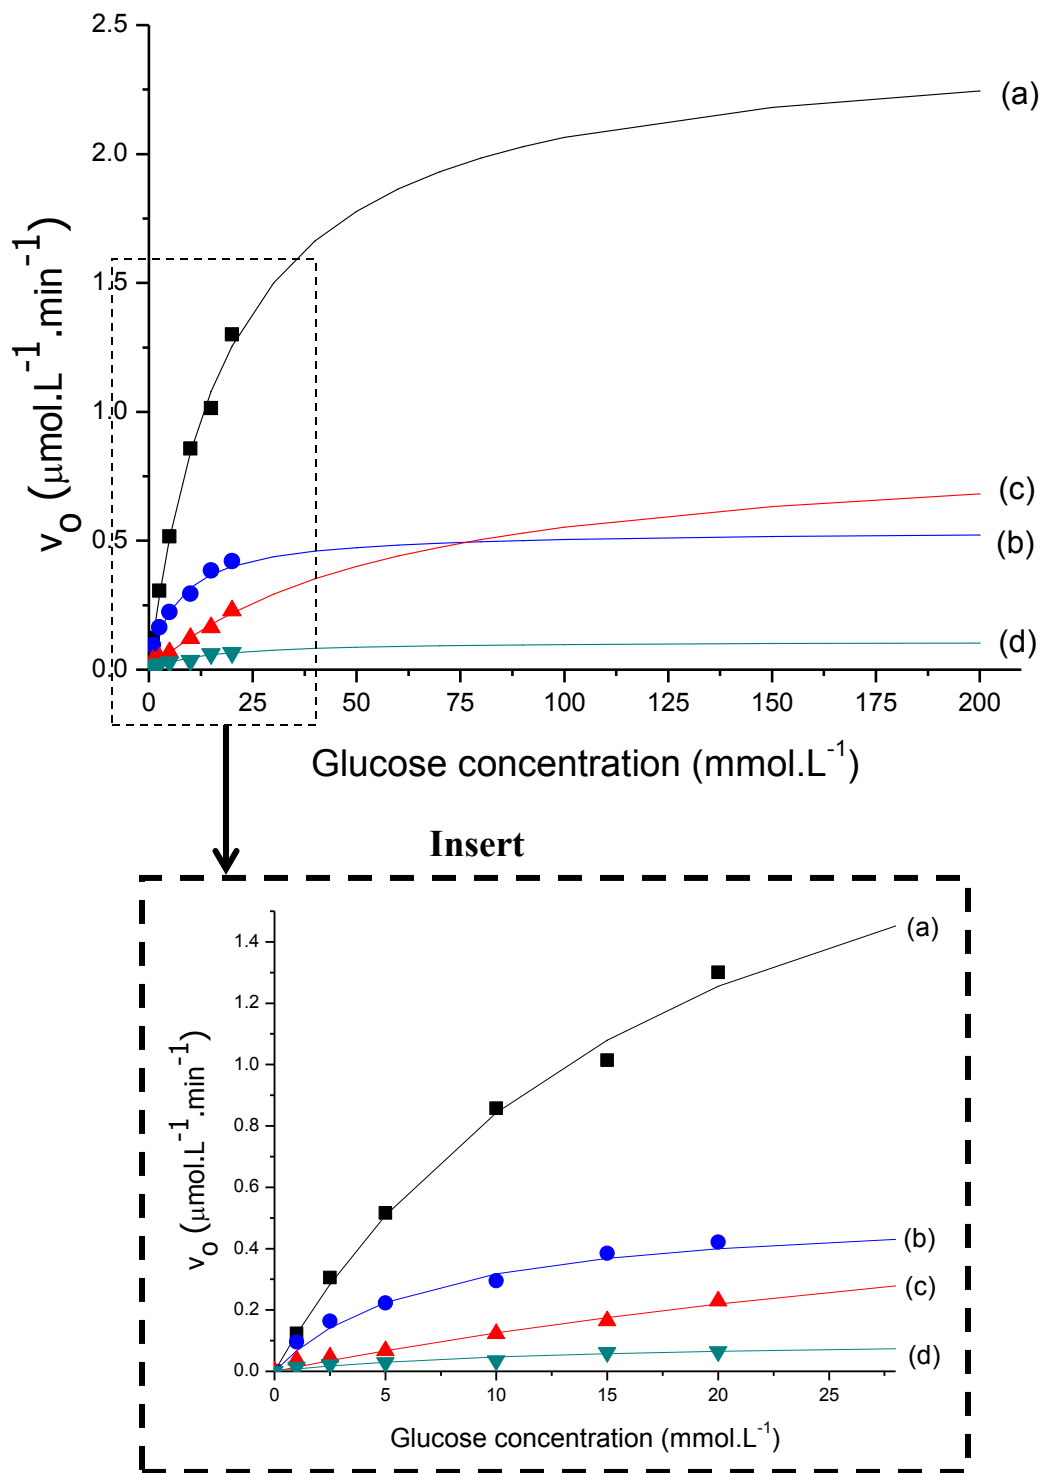 2.5
2.0
1.5
1.0
0.5
0.0
v₀ (μmol.L⁻¹.min⁻¹)
(a)
(c)
(b)
(d)
0 25 50 75 100 125 150 175 200
Glucose concentration (mmol.L⁻¹)
Insert
1.4
1.2
1.0
0.8
0.6
0.4
0.2
0.0
v₀ (μmol.L⁻¹.min⁻¹)
(a)
(b)
(c)
(d)
0 5 10 15 20 25
Glucose concentration (mmol.L⁻¹)